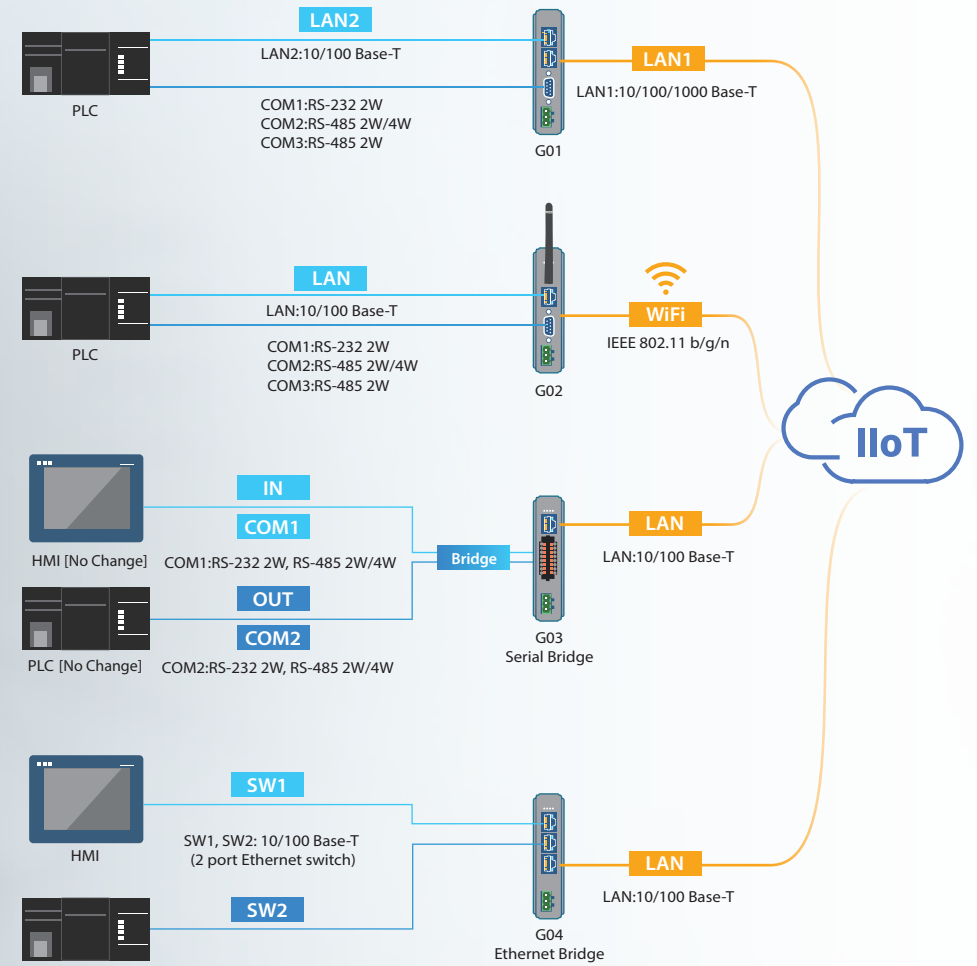 LAN2
LAN2:10/100 Base-T
PLC
COM1:RS-232 2W
COM2:RS-485 2W/4W
COM3:RS-485 2W
G01
LAN1
LAN1:10/100/1000 Base-T
LAN
LAN:10/100 Base-T
PLC
COM1:RS-232 2W
COM2:RS-485 2W/4W
COM3:RS-485 2W
G02
WiFi
IEEE 802.11 b/g/n
IIoT
IN
COM1
HMI [No Change]
COM1:RS-232 2W, RS-485 2W/4W
Bridge
OUT
COM2
PLC [No Change]
COM2:RS-232 2W, RS-485 2W/4W
G03
Serial Bridge
LAN
LAN:10/100 Base-T
SW1
HMI
SW1, SW2: 10/100 Base-T
(2 port Ethernet switch)
SW2
G04
Ethernet Bridge
LAN
LAN:10/100 Base-T